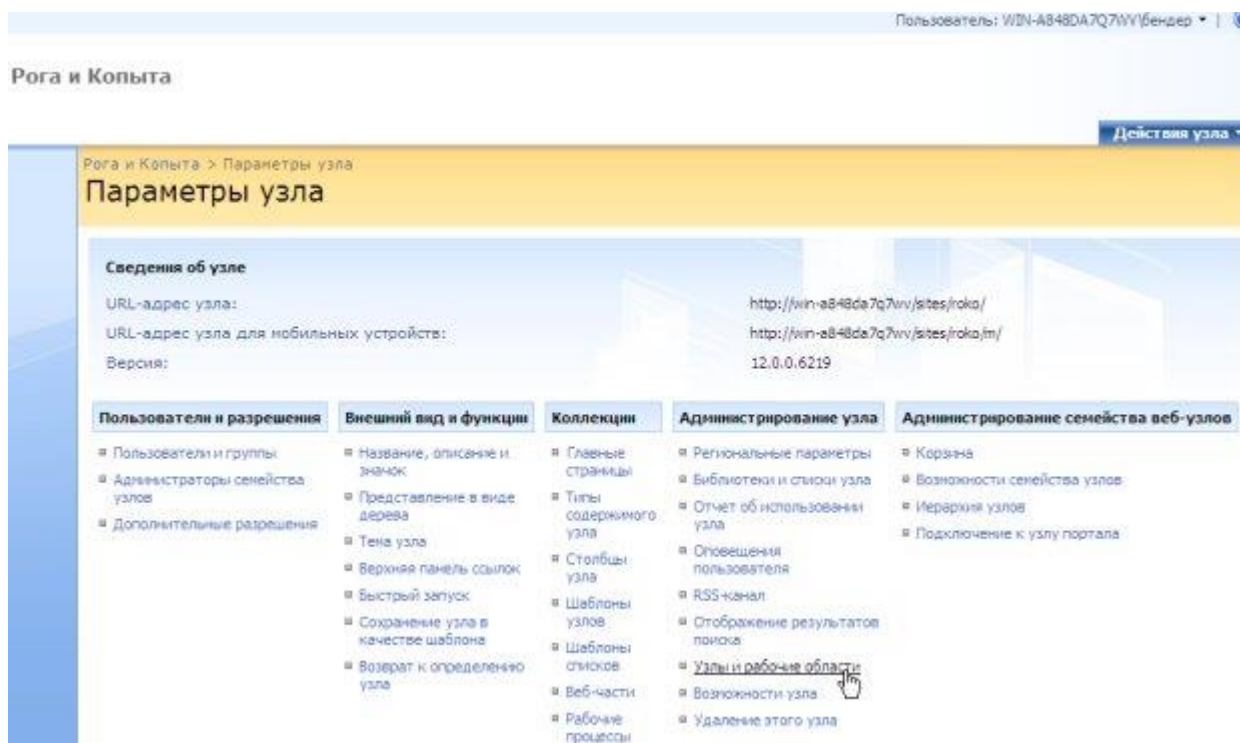 Пользователь: WIN-A848DA7Q7WV\бендер
Рога и Копыта
Действия узла
Рога и Копыта > Параметры узла
Параметры узла
Сведения об узле
URL-адрес узла: http://win-a848da7q7wv/sites/roko/
URL-адрес узла для мобильных устройств: http://win-a848da7q7wv/sites/roko/m/
Версия: 12.0.0.6219
Пользователи и разрешения
Пользователи и группы
Администраторы семейства
узлов
Дополнительные разрешения
Внешний вид и функции
Название, описание и
значок
Представление в виде
дерева
Тема узла
Верхняя панель ссылок
Быстрый запуск
Сохранение узла в
качестве шаблона
Возврат к определению
узла
Коллекции
Главные
страницы
Типы
содержимого
узла
Столбцы
узла
Шаблоны
узлов
Шаблоны
списков
Веб-части
Рабочие
процессы
Администрирование узла
Региональные параметры
Библиотеки и списки узла
Отчет об использовании
узла
Оповещения
пользователя
RSS-канал
Отображение результатов
поиска
Узлы и рабочие области
Возможности узла
Удаление этого узла
Администрирование семейства веб-узлов
Корзина
Возможности семейства узлов
Иерархия узлов
Подключение к узлу портала